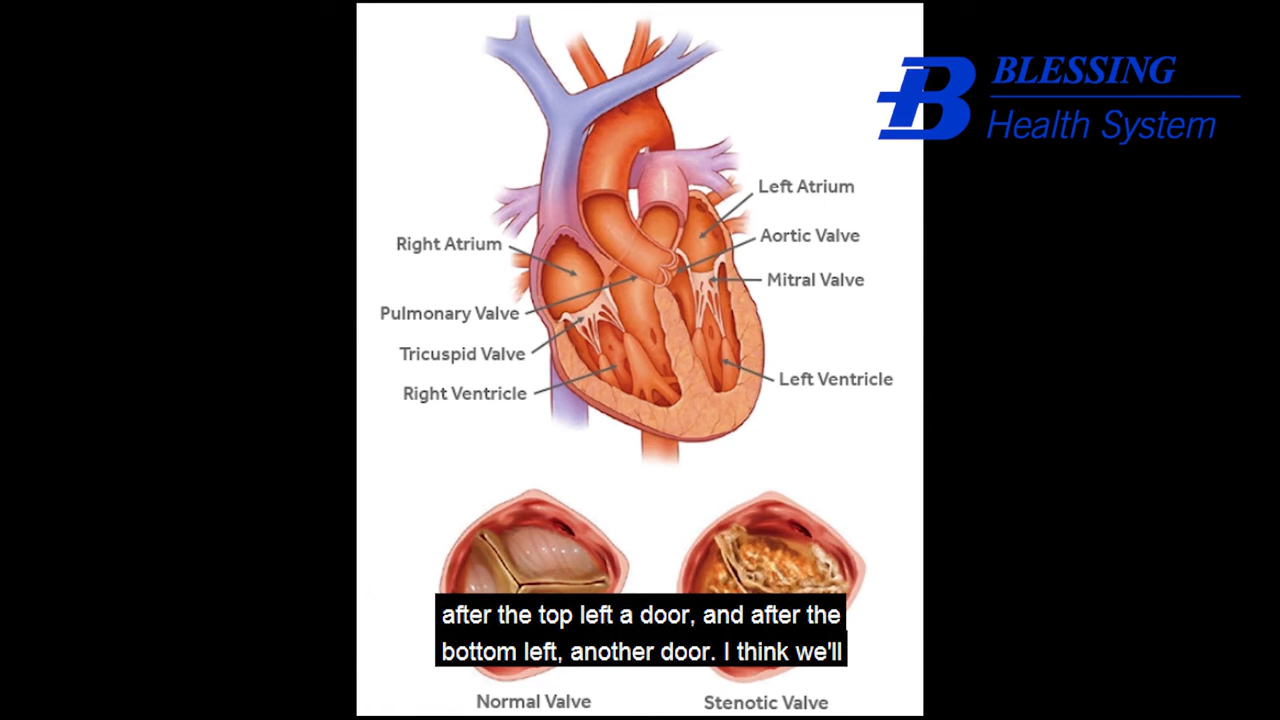 BLESSING
Health System
Left Atrium
Aortic Valve
Right Atrium
Mitral Valve
Pulmonary Valve
Tricuspid Valve
Left Ventricle
Right Ventricle
after the top left a door, and after the
bottom left, another door. I think we'll
Normal Valve
Stenotic Valve